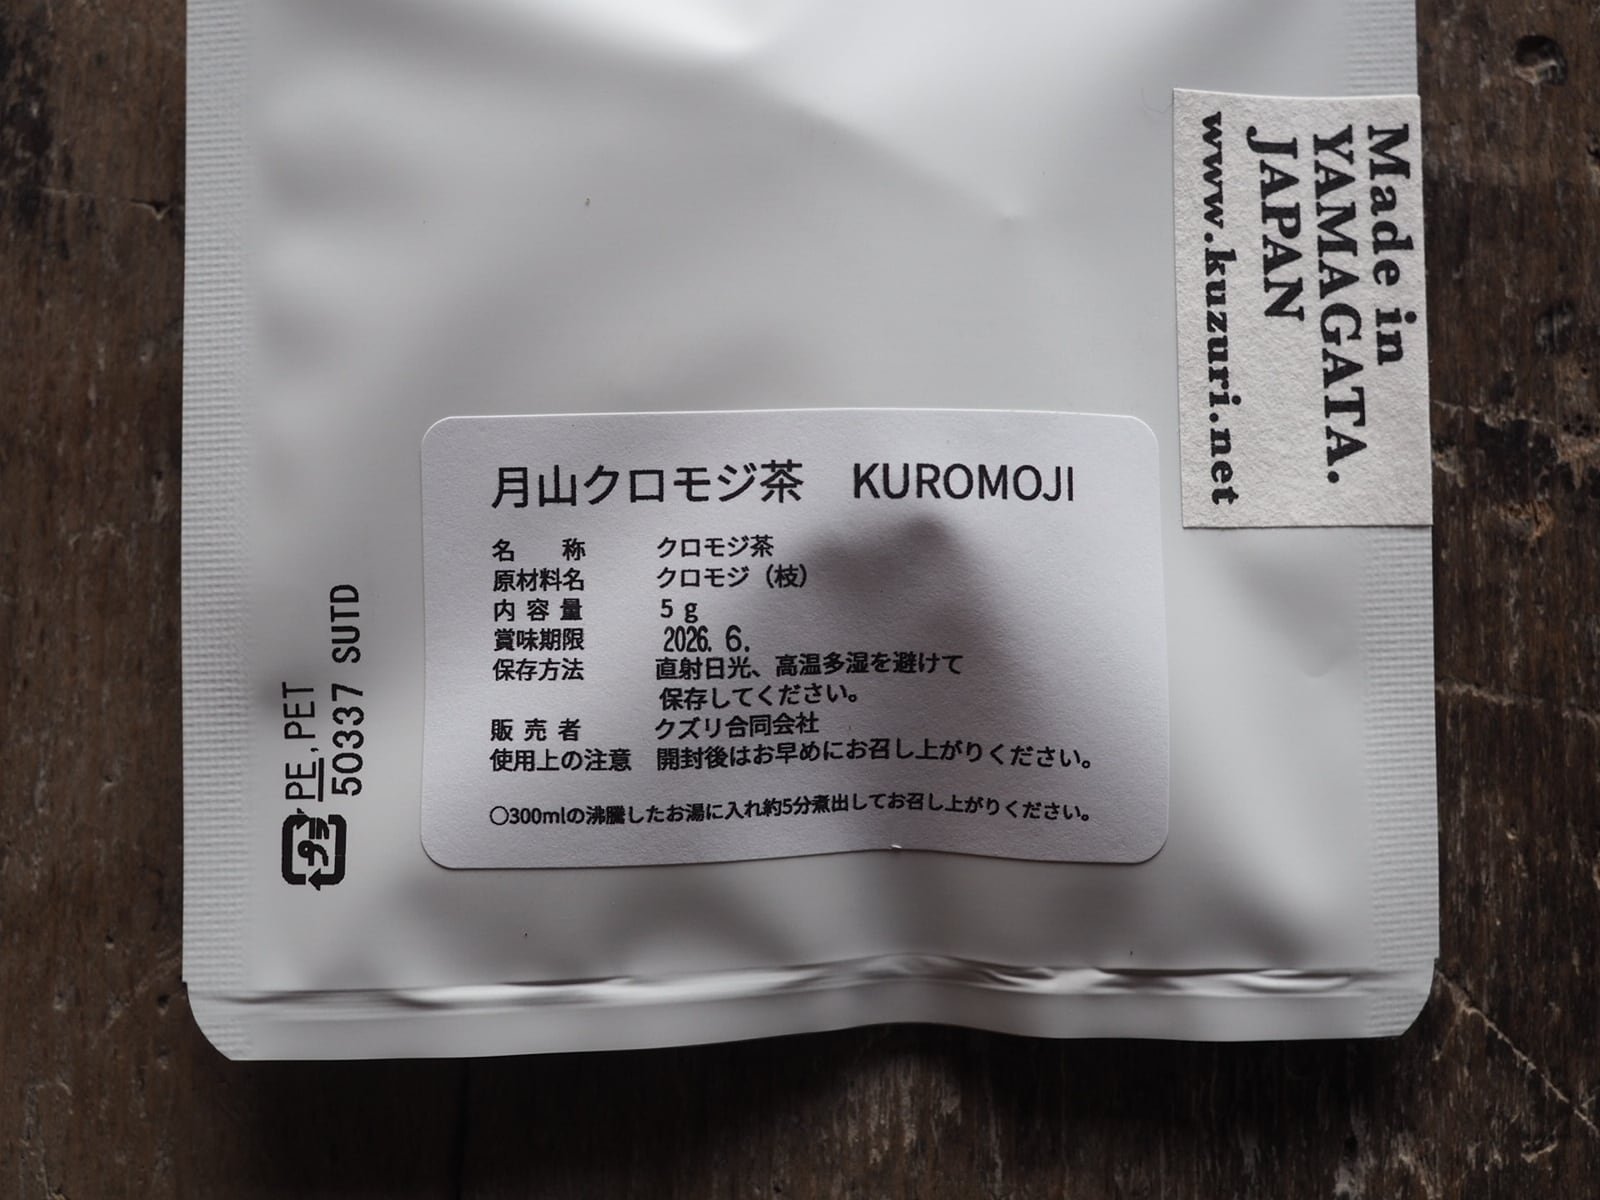 Made in
YAMAGATA.
JAPAN
www.kuzuri.net
月山クロモジ茶　KUROMOJI
名　称　クロモジ茶
原材料名　クロモジ（枝）
内容量　5g
賞味期限　2026. 6.
保存方法　直射日光、高温多湿を避けて
保存してください。
販売者　クズリ合同会社
使用上の注意　開封後はお早めにお召し上がりください。
○300mlの沸騰したお湯に入れ約5分煮出してお召し上がりください。
プラ
PE, PET
50337 SUTD